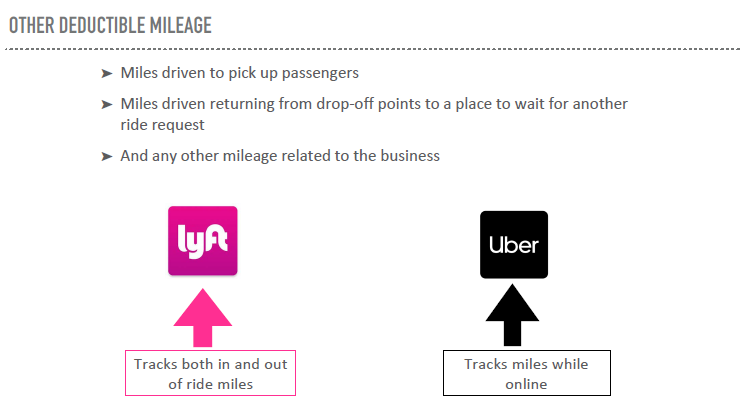 OTHER DEDUCTIBLE MILEAGE
➤ Miles driven to pick up passengers
➤ Miles driven returning from drop-off points to a place to wait for another
ride request
➤ And any other mileage related to the business
lyft
Uber
Tracks both in and out
of ride miles
Tracks miles while
online